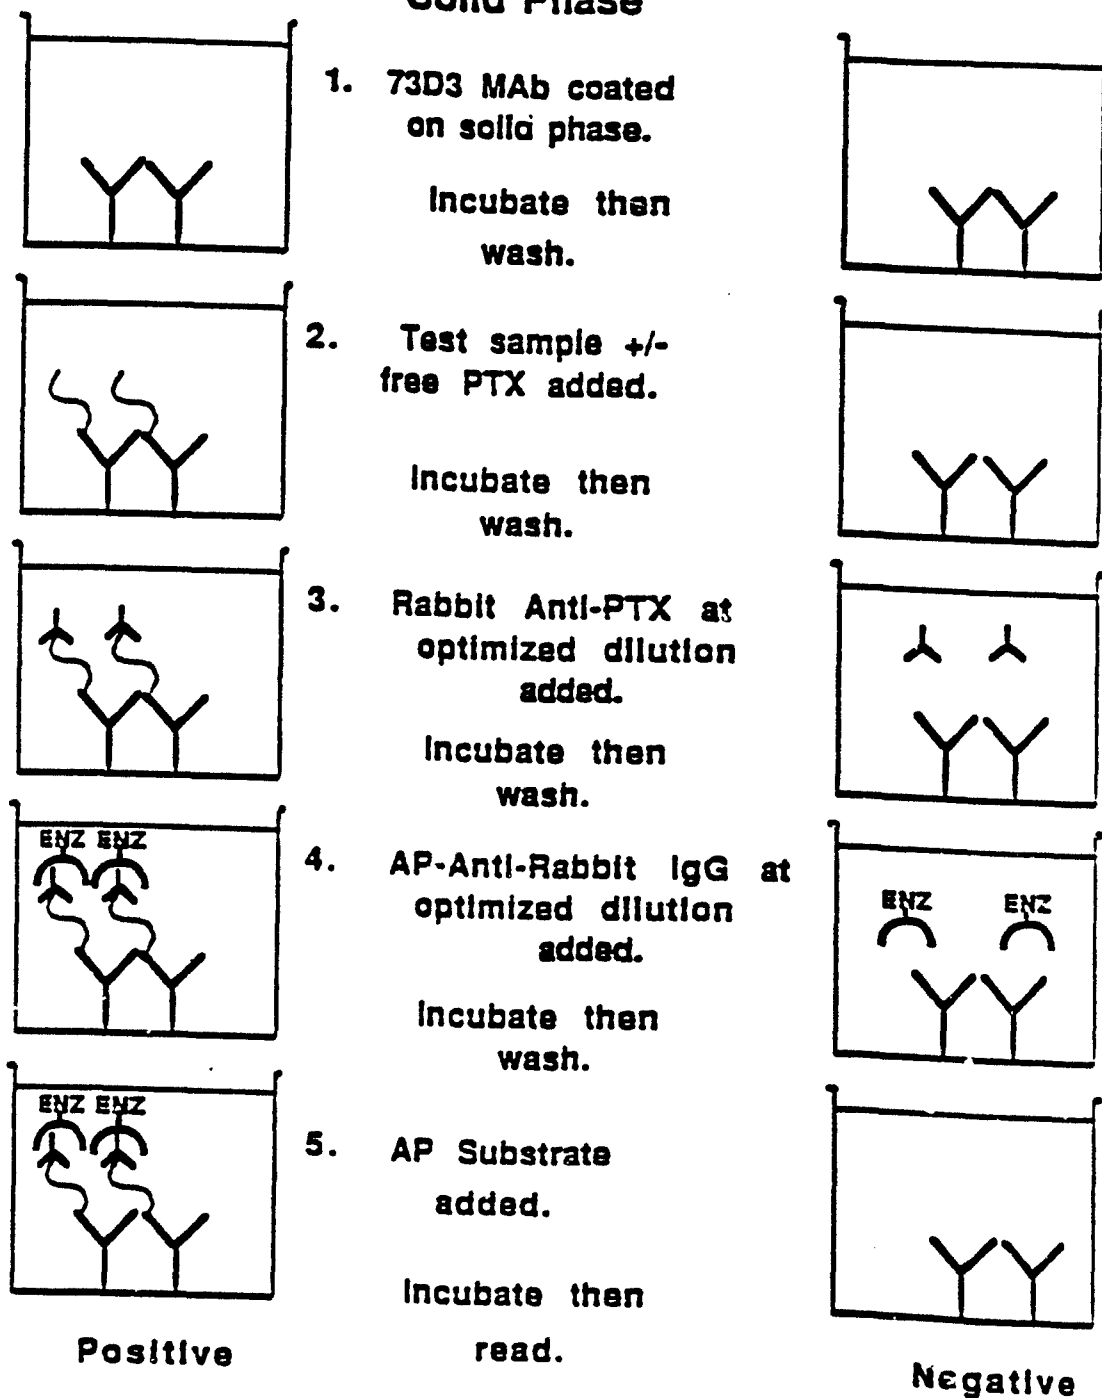 Solid Phase
1. 73D3 MAb coated
on solid phase.
Incubate then
wash.
2. Test sample +/-
free PTX added.
Incubate then
wash.
3. Rabbit Anti-PTX at
optimized dilution
added.
Incubate then
wash.
ENZ ENZ
4. AP-Anti-Rabbit IgG at
optimized dilution
added.
ENZ ENZ
Incubate then
wash.
ENZ ENZ
5. AP Substrate
added.
Incubate then
read.
Positive
Negative